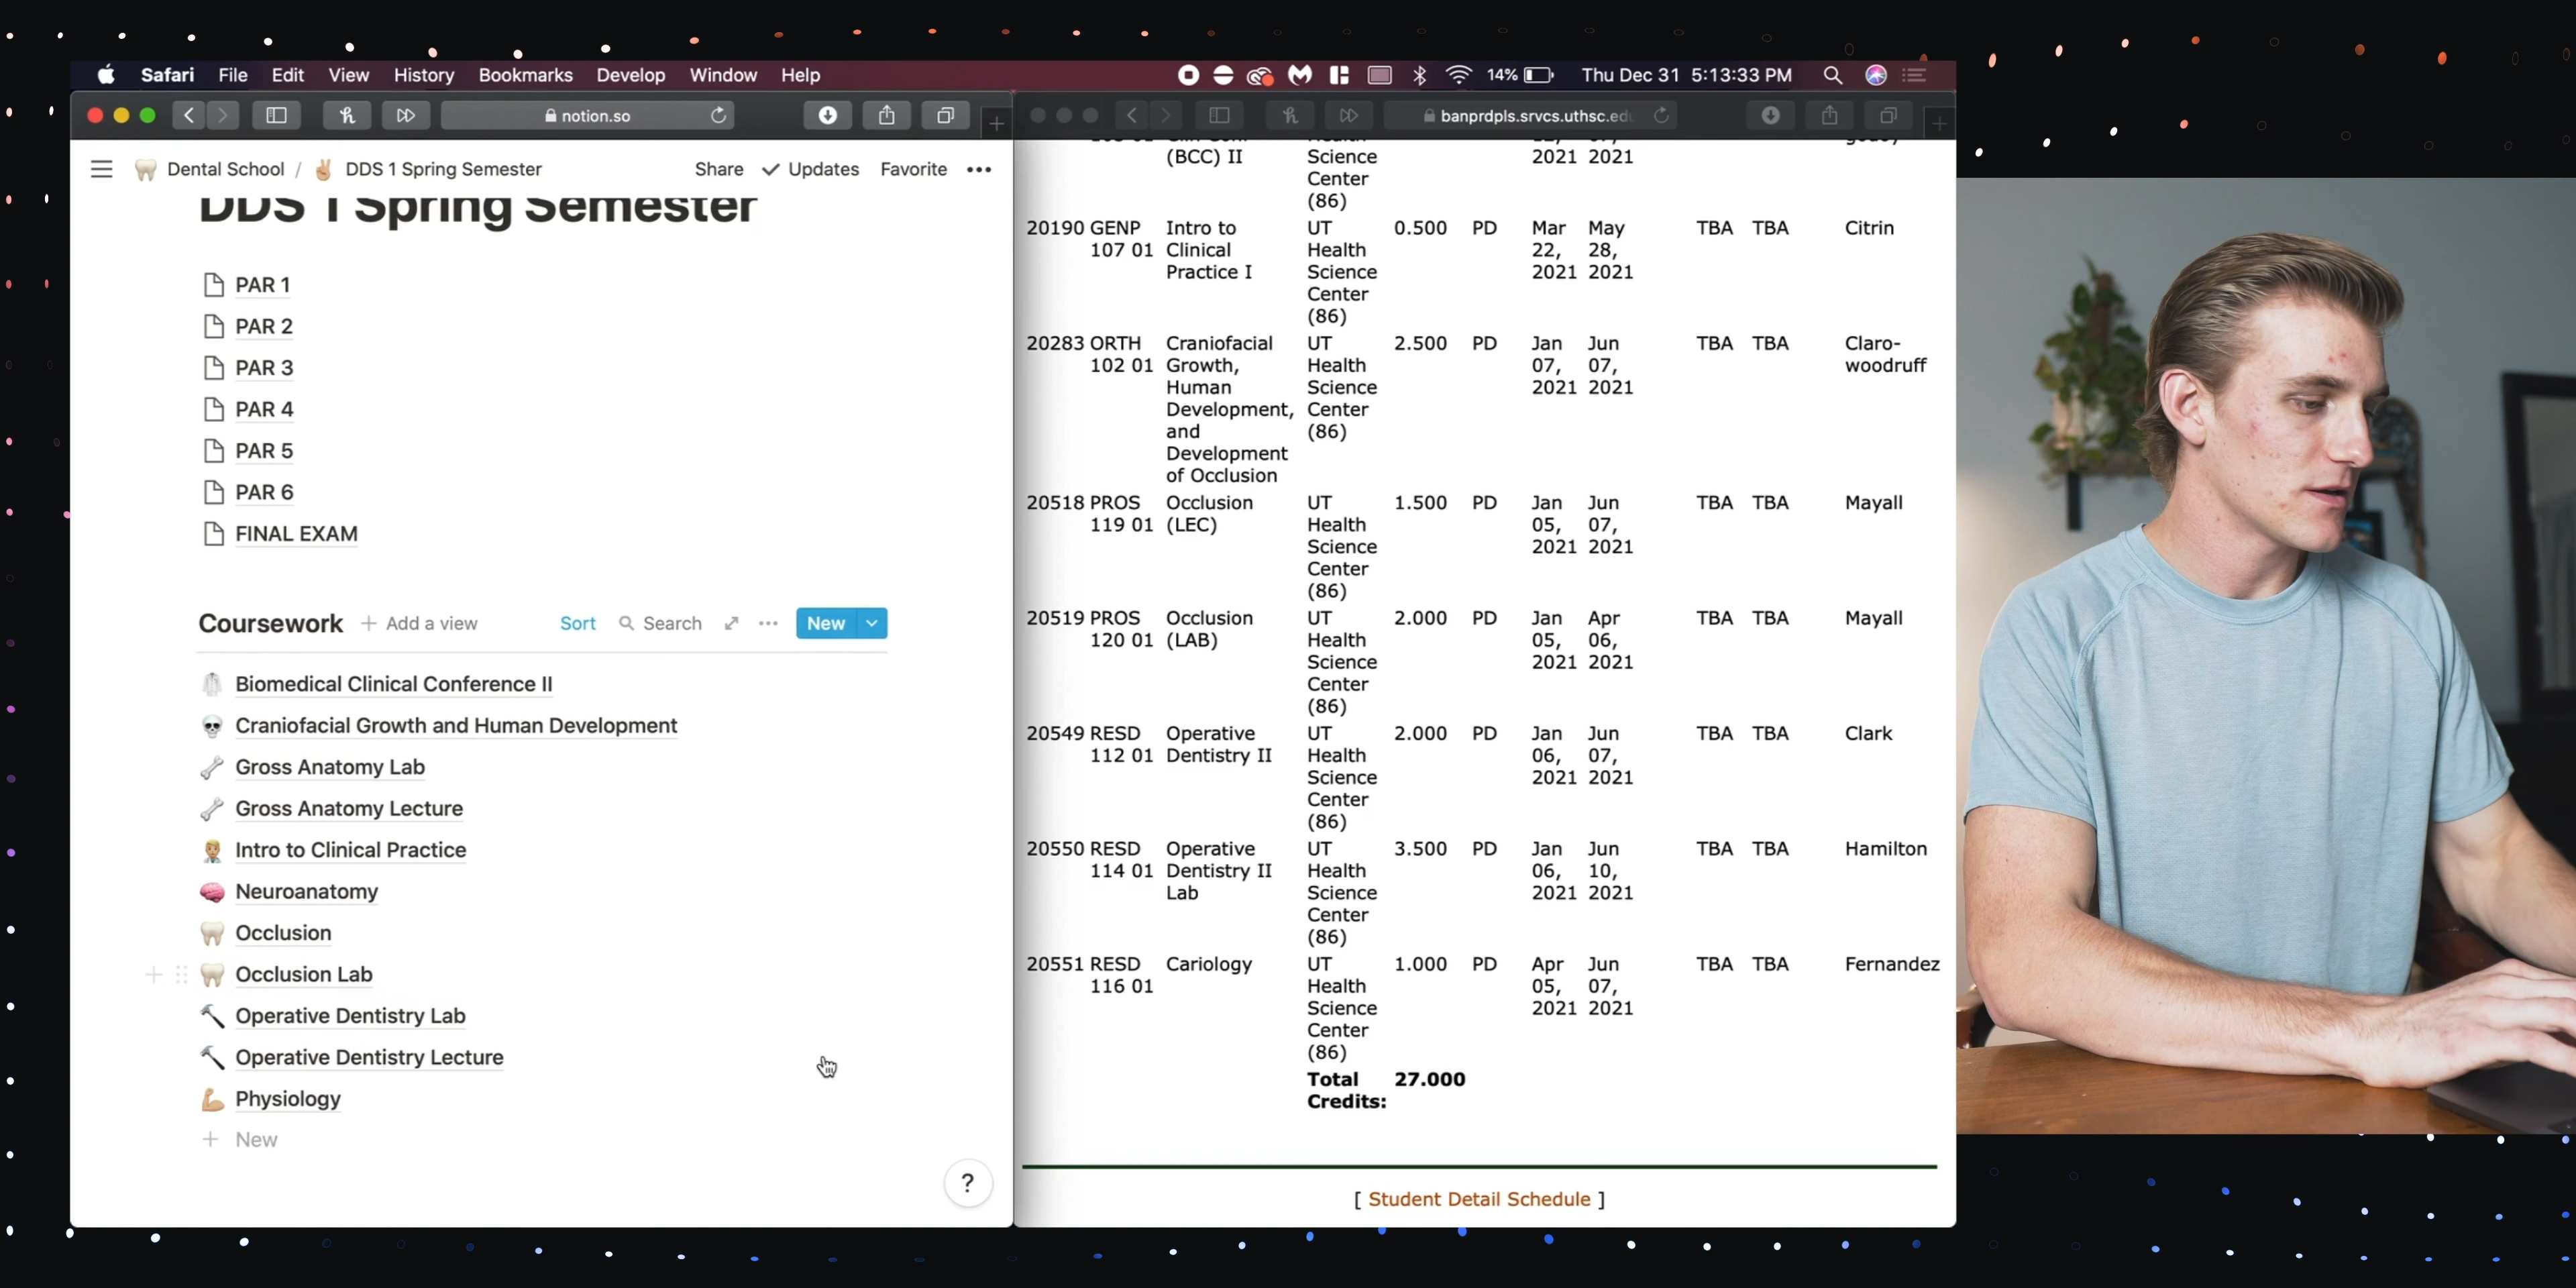 Safari File Edit View History Bookmarks Develop Window Help
14% Thu Dec 31 5:13:33 PM
notion.so
banprdpls.srvcs.uthsc.edu
Dental School / DDS 1 Spring Semester
Share Updates Favorite
DDS 1 Spring Semester
PAR 1
PAR 2
PAR 3
PAR 4
PAR 5
PAR 6
FINAL EXAM
Coursework + Add a view Sort Search New
Biomedical Clinical Conference II
Craniofacial Growth and Human Development
Gross Anatomy Lab
Gross Anatomy Lecture
Intro to Clinical Practice
Neuroanatomy
Occlusion
Occlusion Lab
Operative Dentistry Lab
Operative Dentistry Lecture
Physiology
+ New
?
(BCC) II Science 2021 2021
Center
(86)
20190 GENP Intro to UT 0.500 PD Mar May TBA TBA Citrin
107 01 Clinical Health 22, 28,
Practice I Science 2021 2021
Center
(86)
20283 ORTH Craniofacial UT 2.500 PD Jan Jun TBA TBA Claro-
102 01 Growth, Health 07, 07, woodruff
Human Science 2021 2021
Development, Center
and (86)
Development
of Occlusion
20518 PROS Occlusion UT 1.500 PD Jan Jun TBA TBA Mayall
119 01 (LEC) Health 05, 07,
Science 2021 2021
Center
(86)
20519 PROS Occlusion UT 2.000 PD Jan Apr TBA TBA Mayall
120 01 (LAB) Health 05, 06,
Science 2021 2021
Center
(86)
20549 RESD Operative UT 2.000 PD Jan Jun TBA TBA Clark
112 01 Dentistry II Health 06, 07,
Science 2021 2021
Center
(86)
20550 RESD Operative UT 3.500 PD Jan Jun TBA TBA Hamilton
114 01 Dentistry II Health 06, 10,
Lab Science 2021 2021
Center
(86)
20551 RESD Cariology UT 1.000 PD Apr Jun TBA TBA Fernandez
116 01 Health 05, 07,
Science 2021 2021
Center
(86)
Total 27.000
Credits:
[ Student Detail Schedule ]